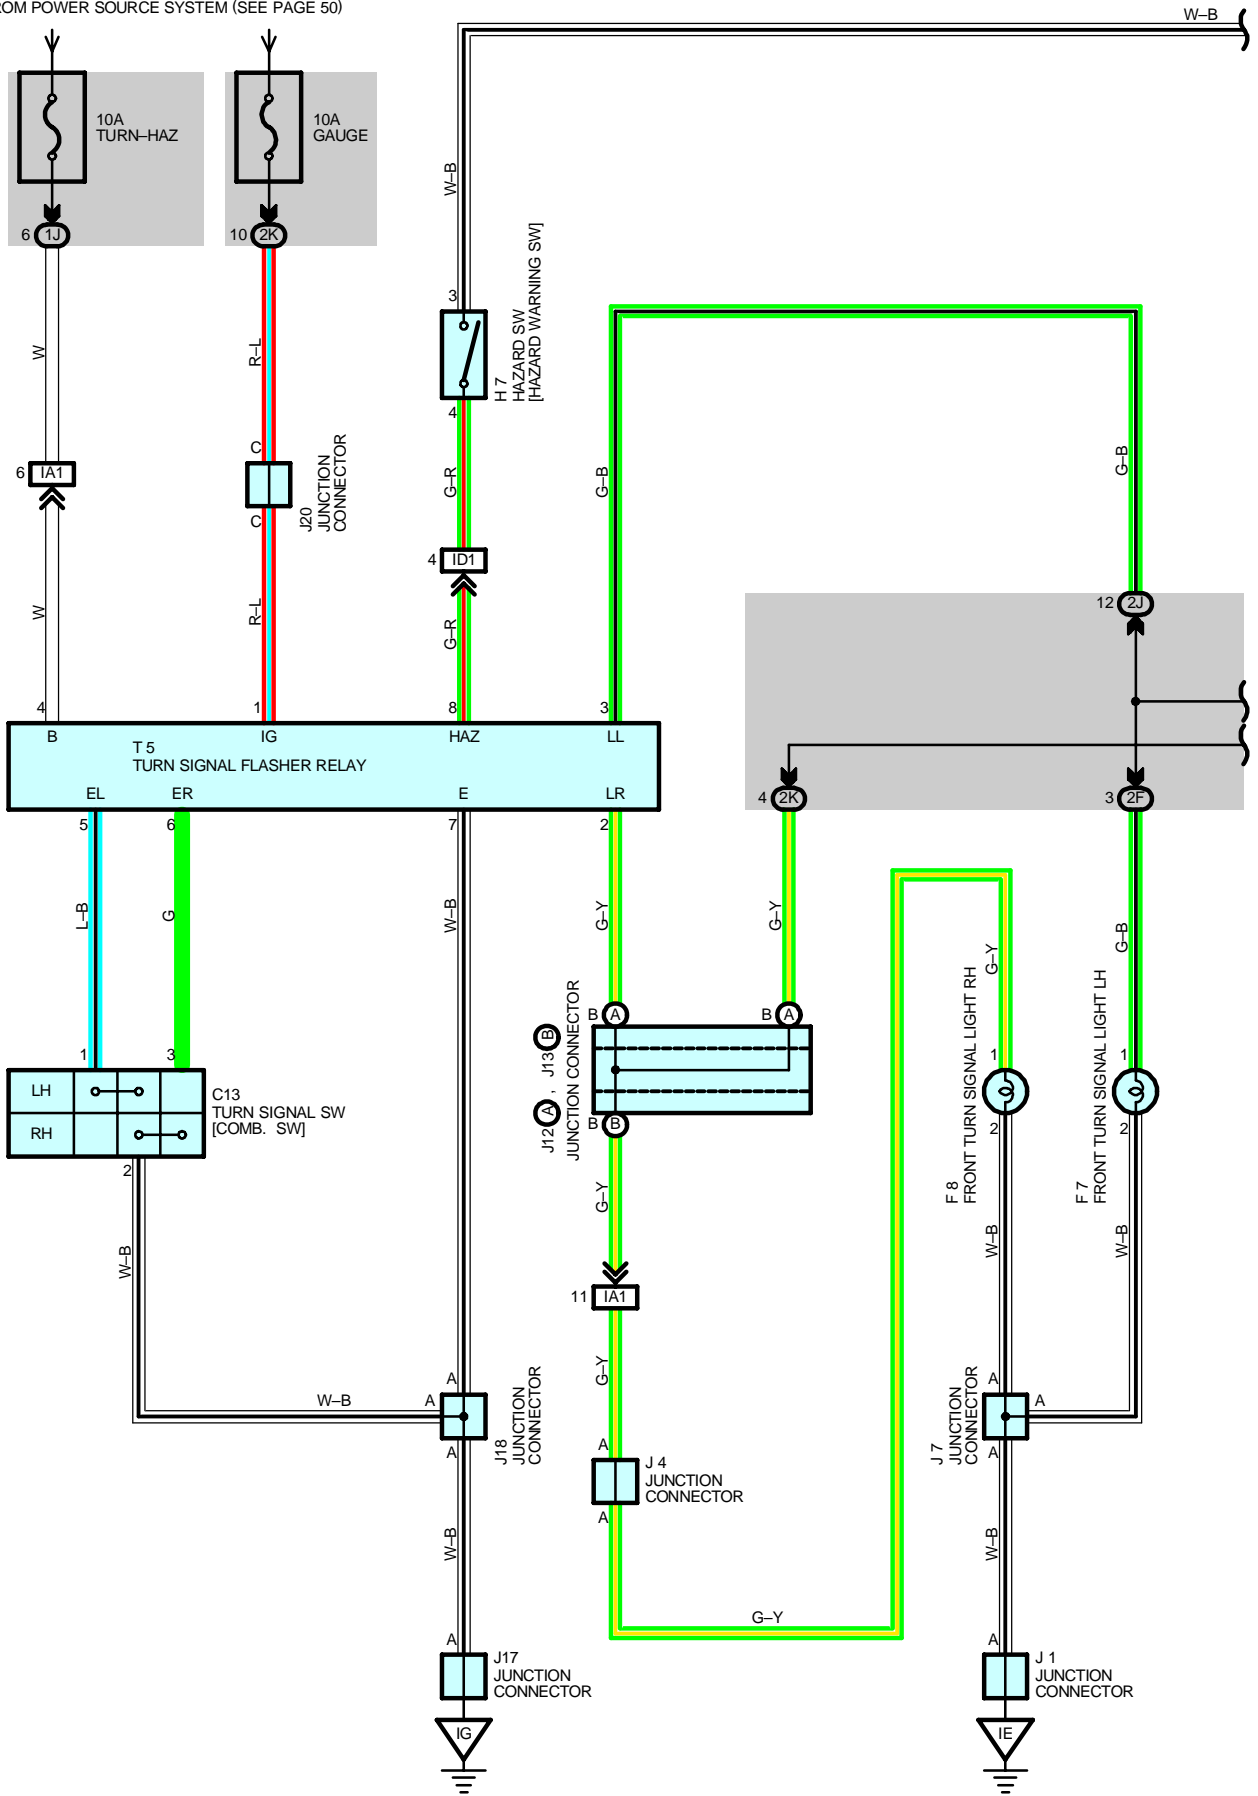 ROM POWER SOURCE SYSTEM (SEE PAGE 50)
W–B
10A
TURN–HAZ
10A
GAUGE
W–B
6 1J
10 2K
3
H 7
HAZARD SW
[HAZARD WARNING SW]
4
W
R–L
G–R
G–B
G–B
C
6 IA1
J20
JUNCTION
CONNECTOR
C
4 ID1
W
R–L
G–R
12 2J
4
1
8
3
B
IG
HAZ
LL
T 5
TURN SIGNAL FLASHER RELAY
EL
ER
E
LR
4 2K
3 2F
5
6
7
2
L–B
G
W–B
G–Y
G–Y
G–Y
G–B
B A
B A
J12 A , J13 B
JUNCTION CONNECTOR
B B
1
3
LH
RH
C13
TURN SIGNAL SW
[COMB. SW]
2
1
F 8
FRONT TURN SIGNAL LIGHT RH
2
1
F 7
FRONT TURN SIGNAL LIGHT LH
2
W–B
G–Y
W–B
W–B
11 IA1
G–Y
W–B
A
A
A
J18
JUNCTION
CONNECTOR
A
A
A
J 7
JUNCTION
CONNECTOR
A
J 4
JUNCTION
CONNECTOR
A
W–B
W–B
G–Y
A
J17
JUNCTION
CONNECTOR
A
J 1
JUNCTION
CONNECTOR
IG
IE